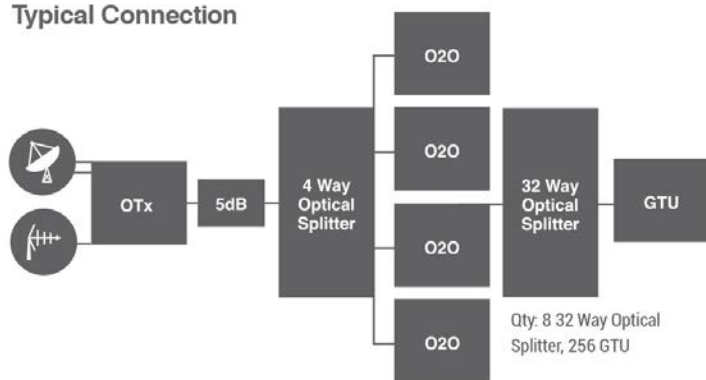 Typical Connection
OTx
5dB
4 Way
Optical
Splitter
O2O
O2O
O2O
O2O
32 Way
Optical
Splitter
GTU
Qty: 8 32 Way Optical
Splitter, 256 GTU